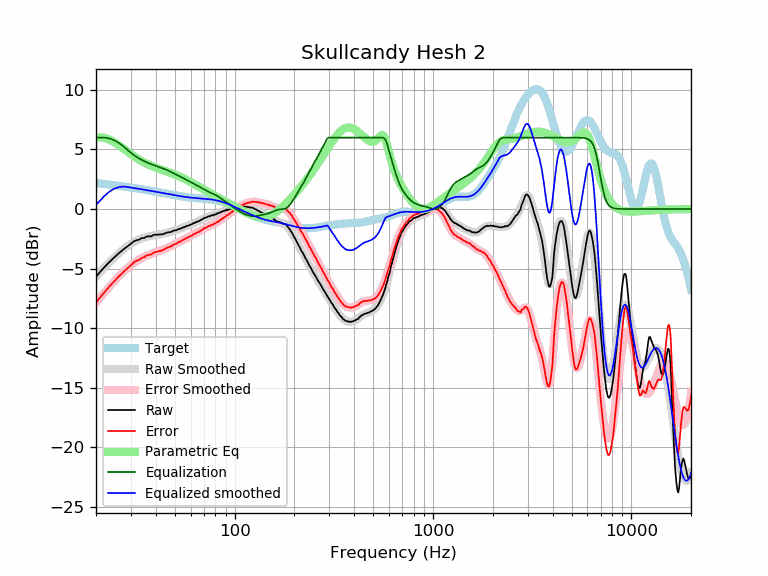 Skullcandy Hesh 2
Amplitude (dBr)
10
5
0
−5
−10
−15
−20
−25
Target
Raw Smoothed
Error Smoothed
Raw
Error
Parametric Eq
Equalization
Equalized smoothed
100
1000
10000
Frequency (Hz)